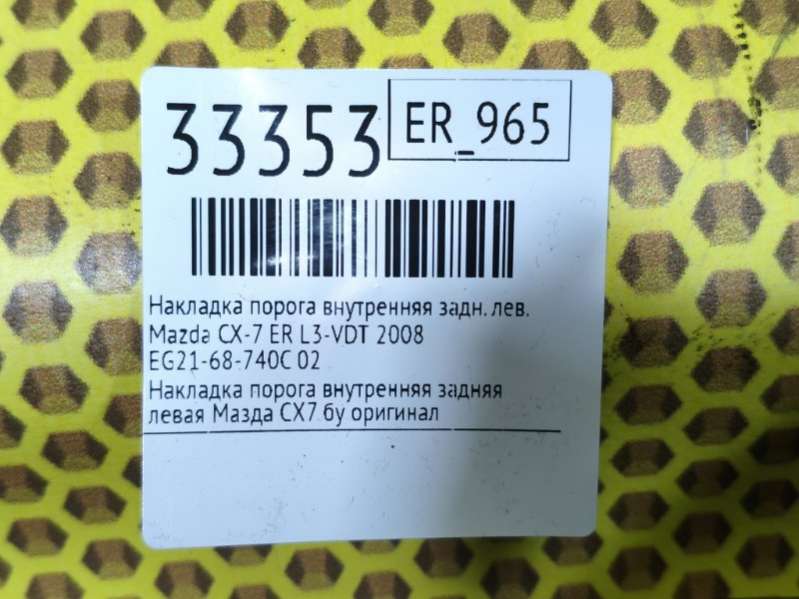 33353
ER_965
Накладка порога внутренняя задн. лев.
Mazda CX-7 ER L3-VDT 2008
EG21-68-740C 02
Накладка порога внутренняя задняя
левая Мазда СХ7 бу оригинал